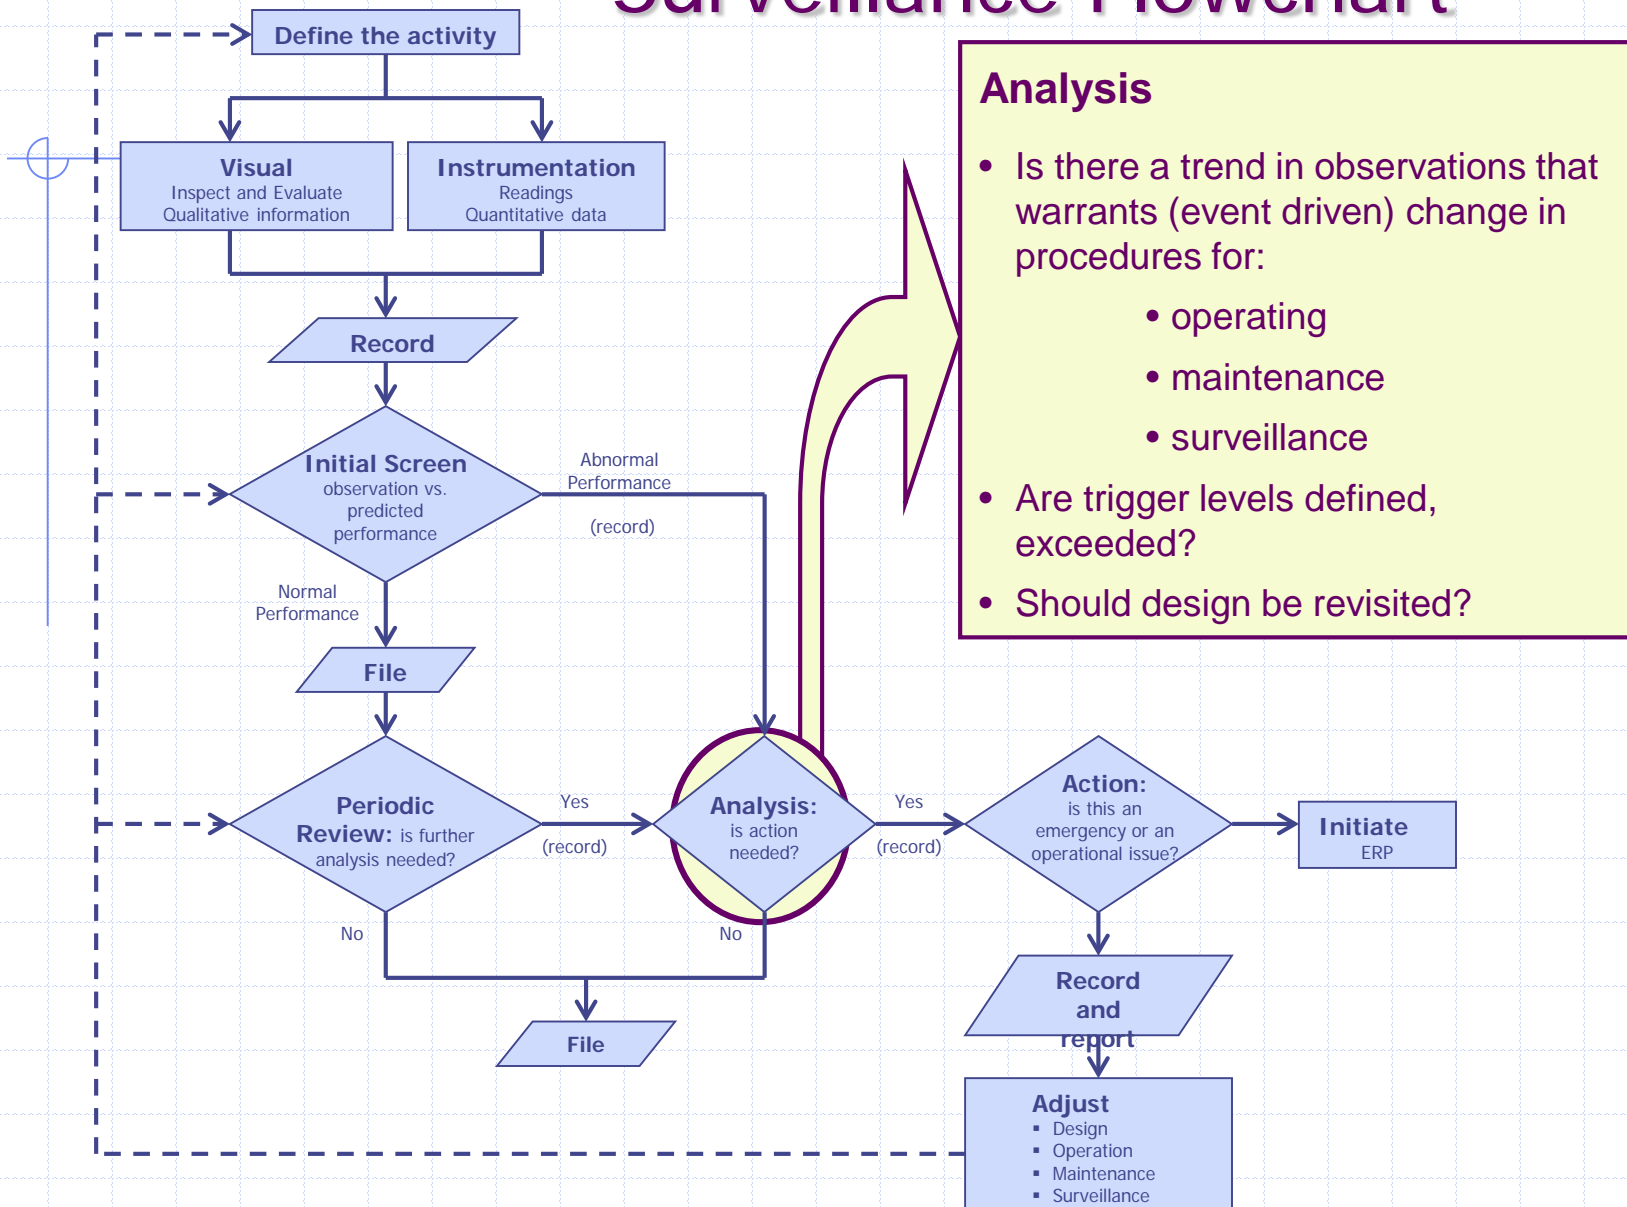 Surveillance Flowchart
Define the activity
Visual
Inspect and Evaluate
Qualitative information
Instrumentation
Readings
Quantitative data
Record
Initial Screen
observation vs.
predicted
performance
Abnormal
Performance
(record)
Normal
Performance
File
Periodic
Review: is further
analysis needed?
Yes
(record)
No
Analysis:
is action
needed?
Yes
(record)
No
File
Action:
is this an
emergency or an
operational issue?
Initiate
ERP
Record
and
report
Adjust
▪ Design
▪ Operation
▪ Maintenance
▪ Surveillance
Analysis
• Is there a trend in observations that
warrants (event driven) change in
procedures for:
• operating
• maintenance
• surveillance
• Are trigger levels defined,
exceeded?
• Should design be revisited?